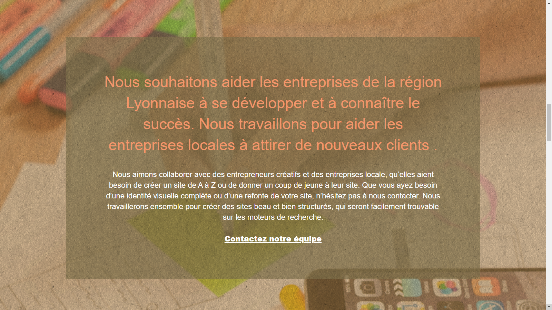 Nous souhaitons aider les entreprises de la région
Lyonnaise à se développer et à connaître le
succès. Nous travaillons pour aider les
entreprises locales à attirer de nouveaux clients
Nous aimons collaborer avec des entrepreneurs créatifs et des entreprises locale, qu'elles aient
besoin de créer un site de A à Z ou de donner un coup de jeune à leur site. Que vous ayez besoin
d'une identité visuelle complète ou d'une refonte de votre site, n'hésitez pas à nous contacter. Nous
travaillerons ensemble pour créer des sites beau et bien structurés, qui seront facilement trouvable
sur les moteurs de recherche.
Contactez notre équipe